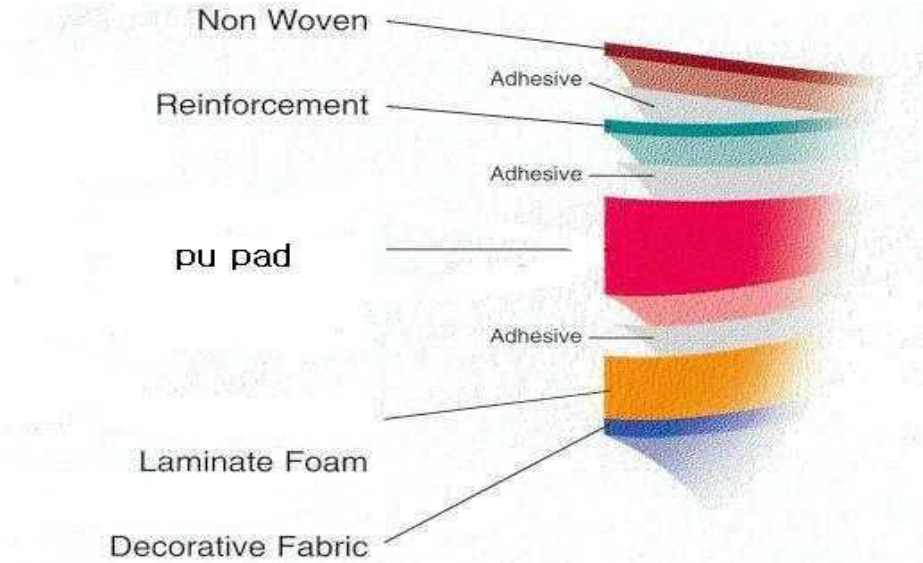 Non Woven
Adhesive
Reinforcement
Adhesive
pu pad
Adhesive
Laminate Foam
Decorative Fabric